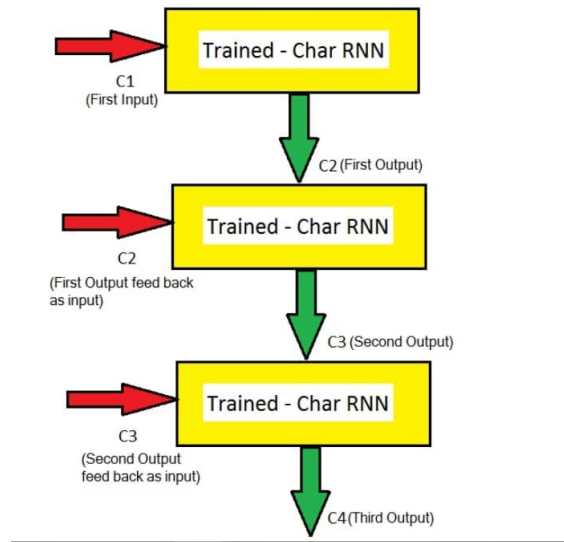 Trained - Char RNN
C1
(First Input)
C2 (First Output)
Trained - Char RNN
C2
(First Output feed back
as input)
C3 (Second Output)
Trained - Char RNN
C3
(Second Output
feed back as input)
C4 (Third Output)